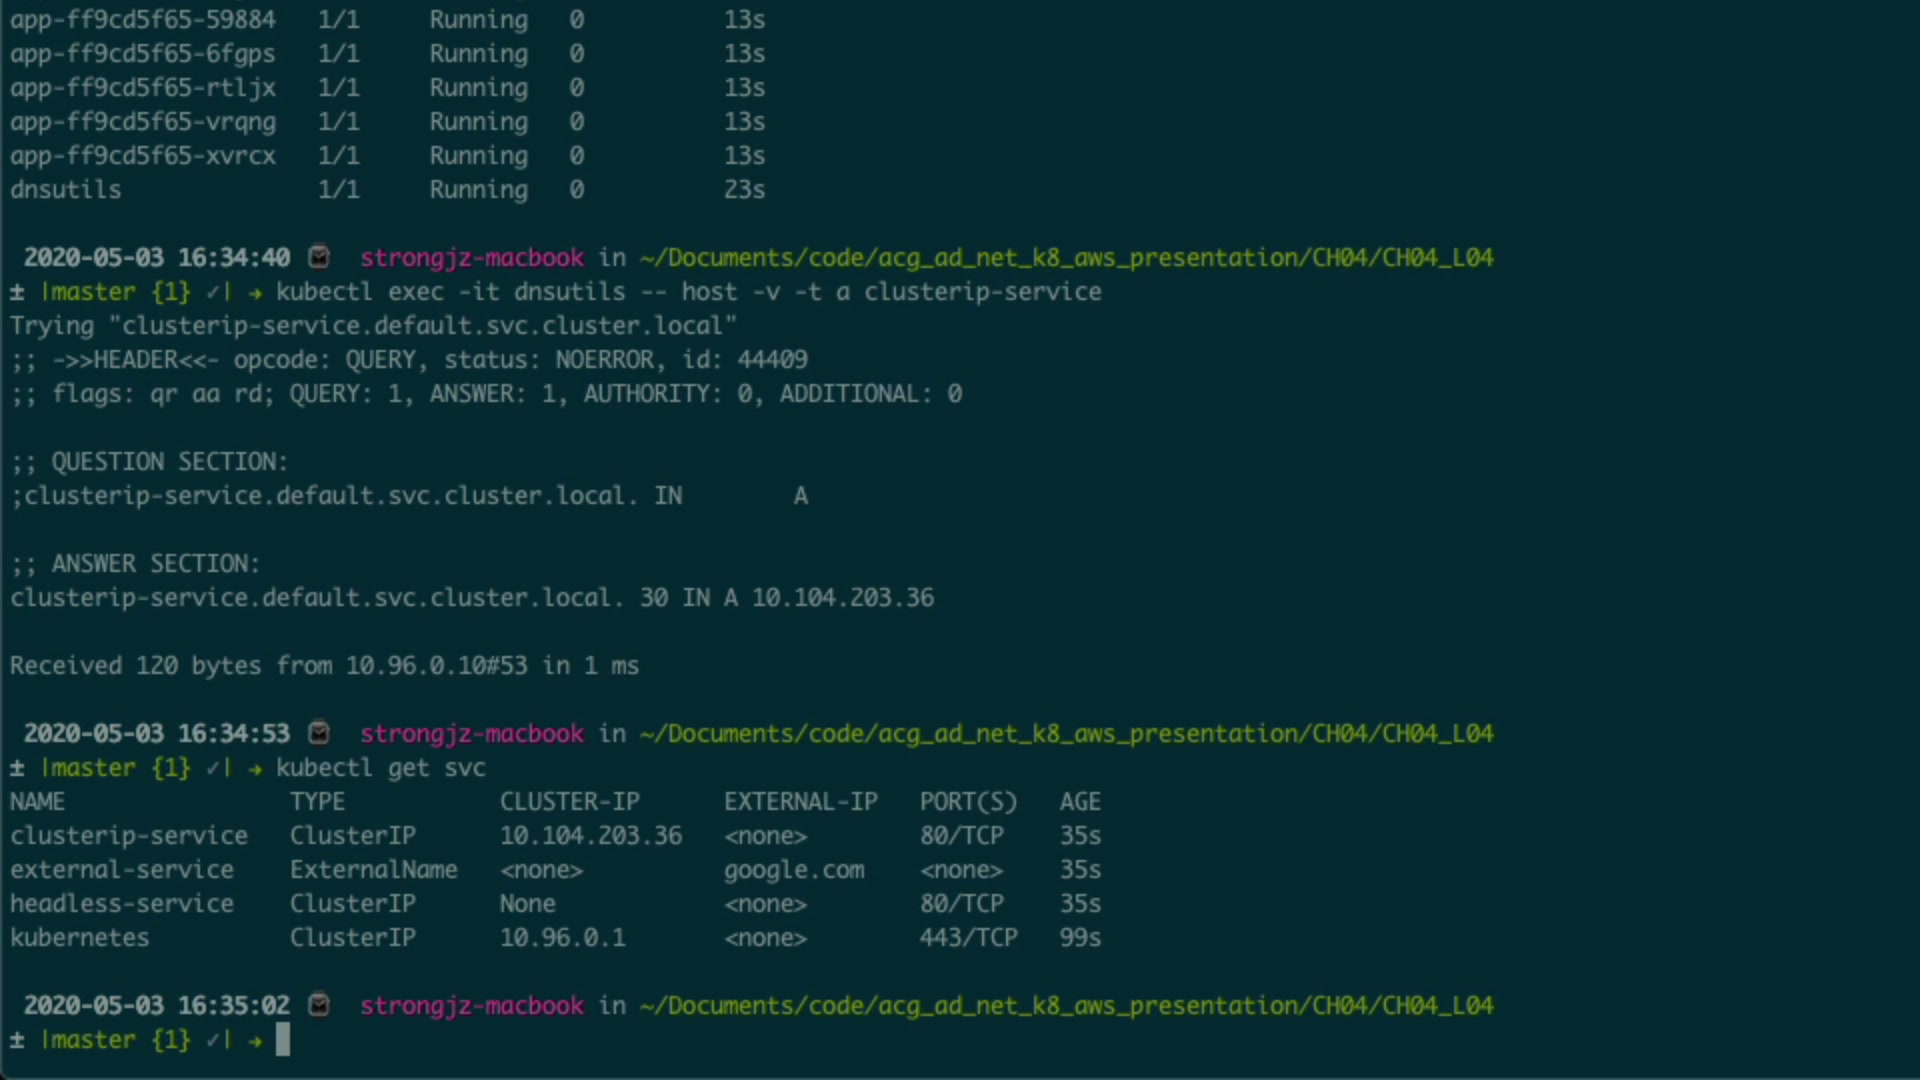 app-ff9cd5f65-59884   1/1     Running   0          13s
app-ff9cd5f65-6fgps   1/1     Running   0          13s
app-ff9cd5f65-rtljx   1/1     Running   0          13s
app-ff9cd5f65-vrqng   1/1     Running   0          13s
app-ff9cd5f65-xvrcx   1/1     Running   0          13s
dnsutils              1/1     Running   0          23s
2020-05-03 16:34:40 strongjz-macbook in ~/Documents/code/acg_ad_net_k8_aws_presentation/CH04/CH04_L04
± |master {1} ✓| → kubectl exec -it dnsutils -- host -v -t a clusterip-service
Trying "clusterip-service.default.svc.cluster.local"
;; ->>HEADER<<- opcode: QUERY, status: NOERROR, id: 44409
;; flags: qr aa rd; QUERY: 1, ANSWER: 1, AUTHORITY: 0, ADDITIONAL: 0
;; QUESTION SECTION:
;clusterip-service.default.svc.cluster.local. IN        A
;; ANSWER SECTION:
clusterip-service.default.svc.cluster.local. 30 IN A 10.104.203.36
Received 120 bytes from 10.96.0.10#53 in 1 ms
2020-05-03 16:34:53 strongjz-macbook in ~/Documents/code/acg_ad_net_k8_aws_presentation/CH04/CH04_L04
± |master {1} ✓| → kubectl get svc
NAME                TYPE           CLUSTER-IP      EXTERNAL-IP   PORT(S)   AGE
clusterip-service   ClusterIP      10.104.203.36   <none>        80/TCP    35s
external-service    ExternalName   <none>          google.com    <none>    35s
headless-service    ClusterIP      None            <none>        80/TCP    35s
kubernetes          ClusterIP      10.96.0.1       <none>        443/TCP   99s
2020-05-03 16:35:02 strongjz-macbook in ~/Documents/code/acg_ad_net_k8_aws_presentation/CH04/CH04_L04
± |master {1} ✓| →